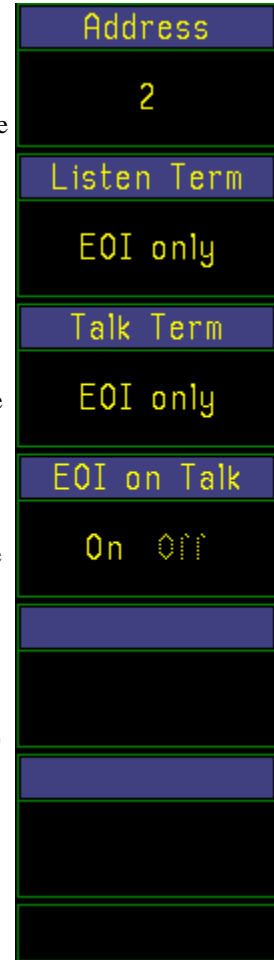 Address
2
e
Listen Term
EOI only
Talk Term
EOI only
e
EOI on Talk
On Off
e